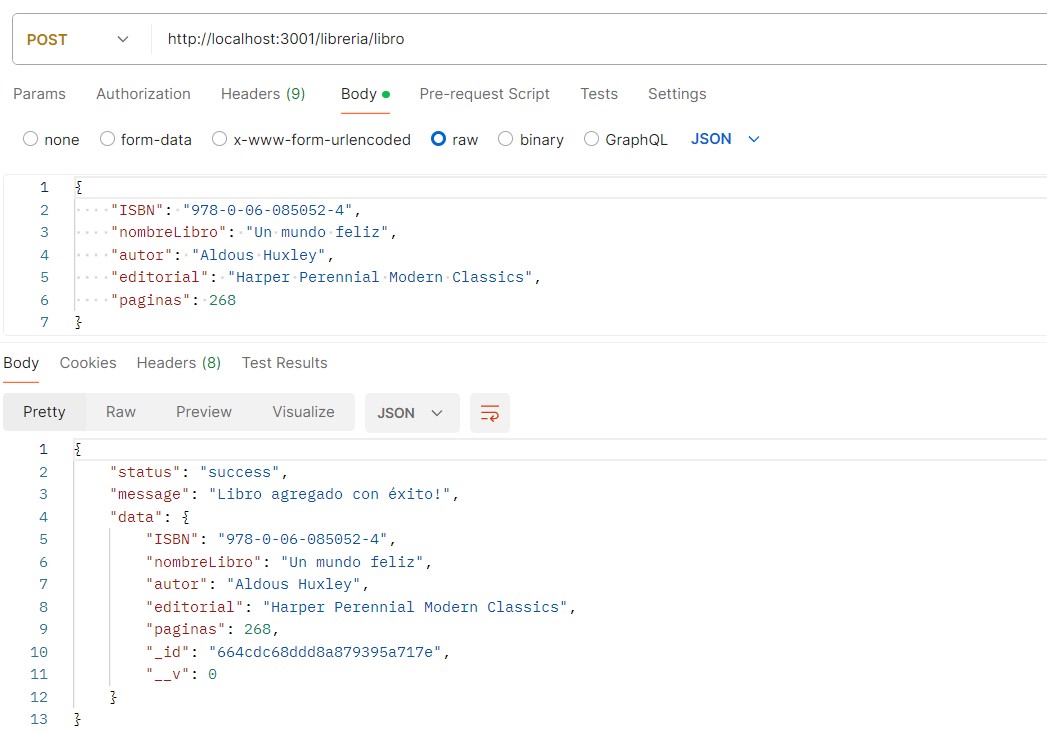 POST http://localhost:3001/libreria/libro
Params Authorization Headers (9) Body Pre-request Script Tests Settings
none form-data x-www-form-urlencoded raw binary GraphQL JSON
1 {
2 "ISBN": "978-0-06-085052-4",
3 "nombreLibro": "Un mundo feliz",
4 "autor": "Aldous Huxley",
5 "editorial": "Harper Perennial Modern Classics",
6 "paginas": 268
7 }
Body Cookies Headers (8) Test Results
Pretty Raw Preview Visualize JSON
1 {
2 "status": "success",
3 "message": "Libro agregado con éxito!",
4 "data": {
5 "ISBN": "978-0-06-085052-4",
6 "nombreLibro": "Un mundo feliz",
7 "autor": "Aldous Huxley",
8 "editorial": "Harper Perennial Modern Classics",
9 "paginas": 268,
10 "_id": "664cdc68ddd8a879395a717e",
11 "__v": 0
12 }
13 }